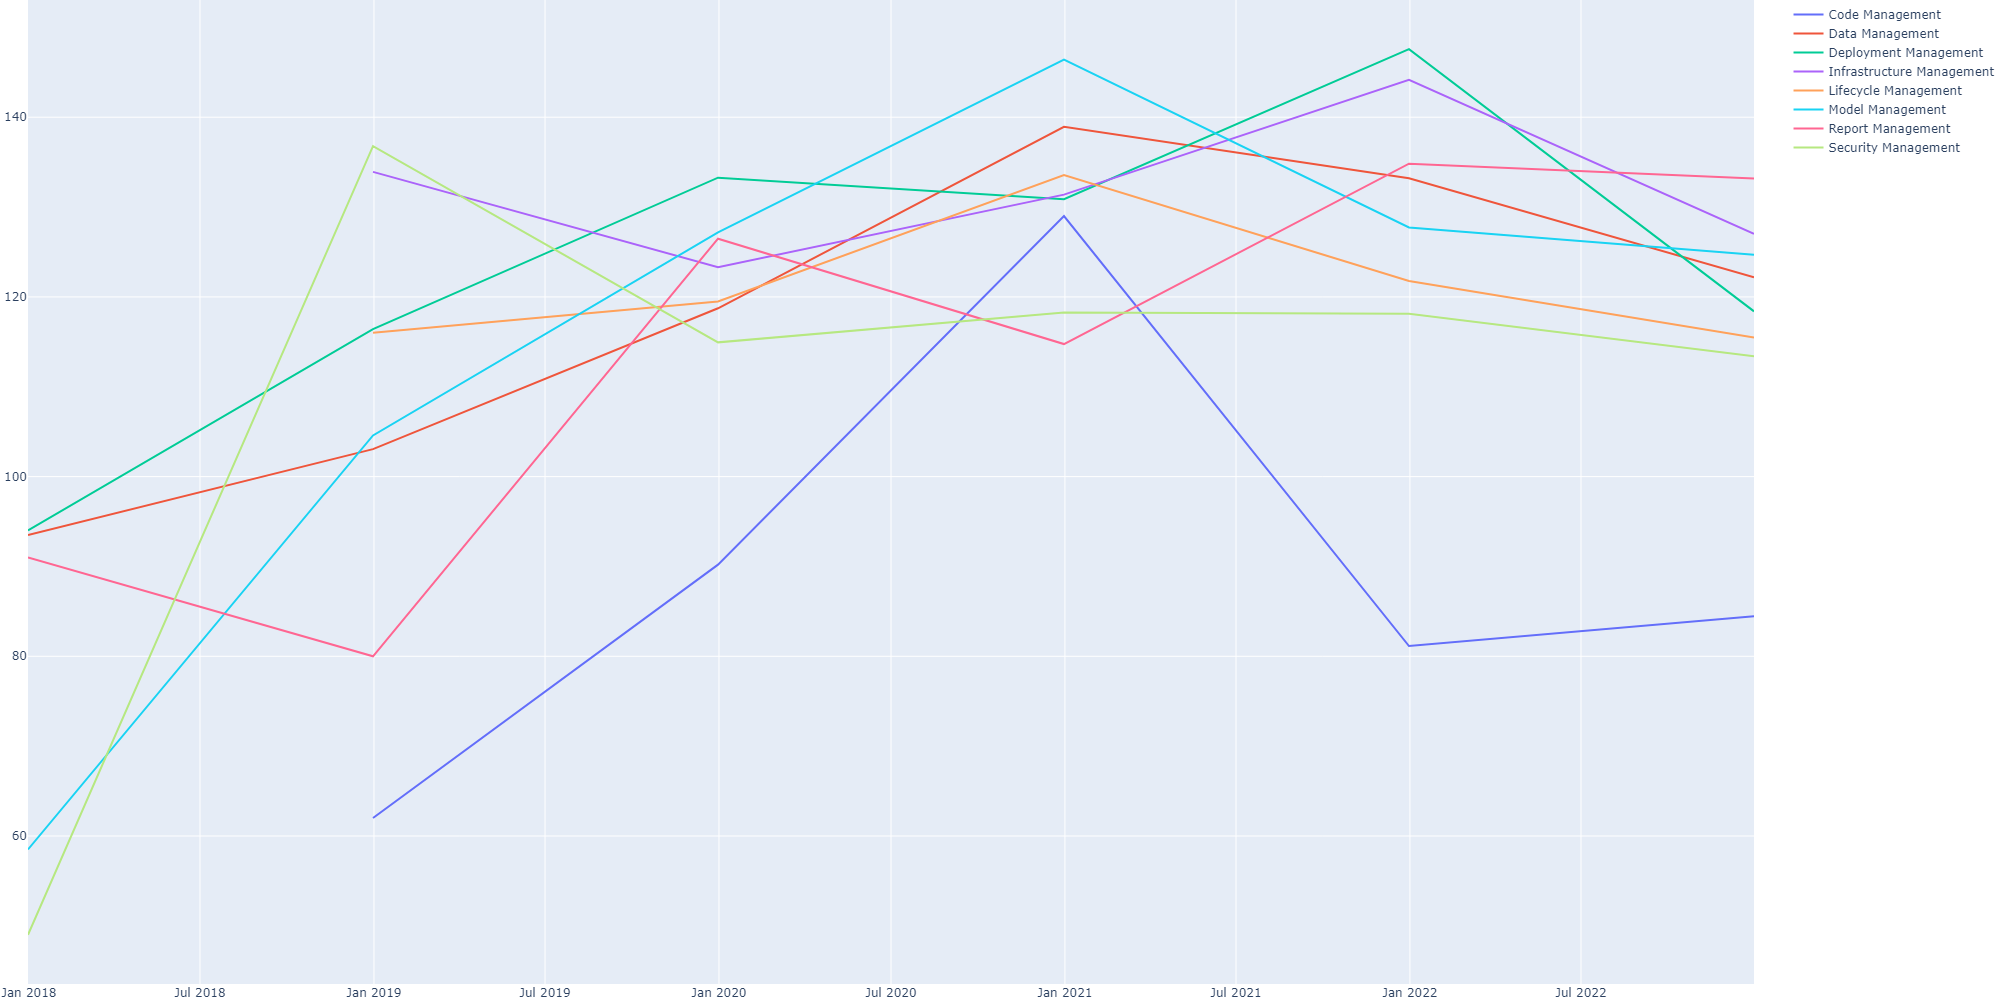 Code Management
Data Management
Deployment Management
Infrastructure Management
Lifecycle Management
Model Management
Report Management
Security Management
140
120
100
80
60
Jan 2018 Jul 2018 Jan 2019 Jul 2019 Jan 2020 Jul 2020 Jan 2021 Jul 2021 Jan 2022 Jul 2022